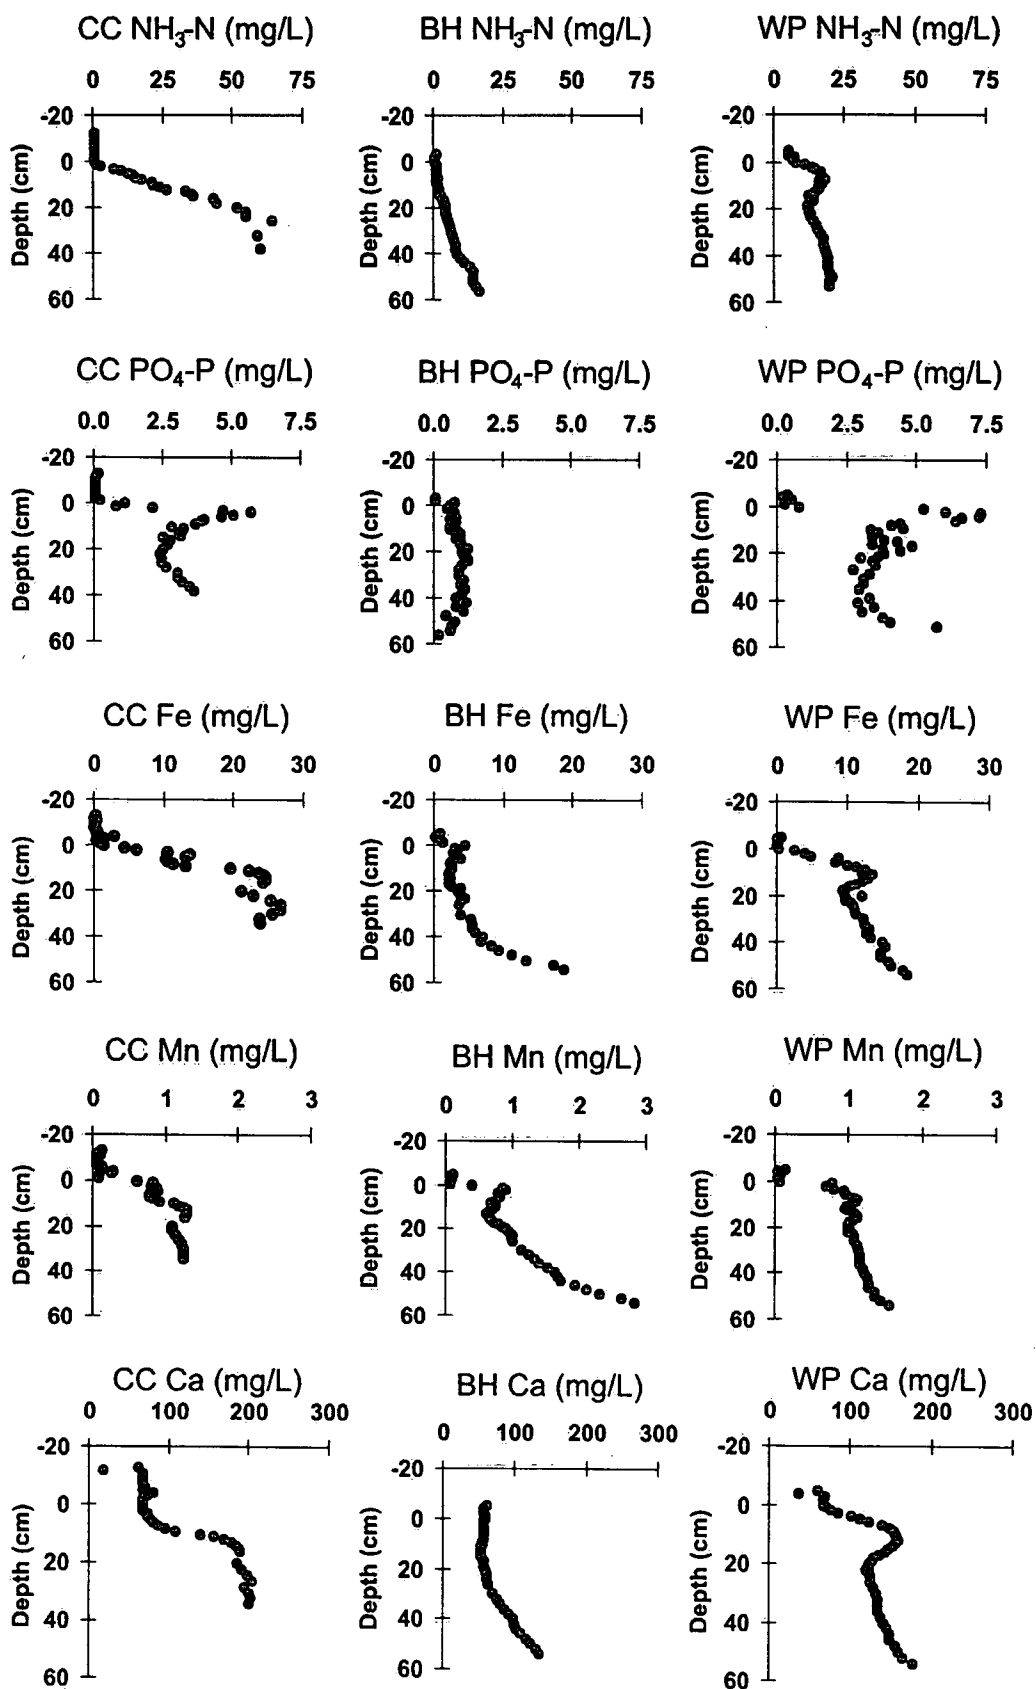 CC NH₃-N (mg/L) BH NH₃-N (mg/L) WP NH₃-N (mg/L)
0 25 50 75 0 25 50 75 0 25 50 75
-20 -20 -20
0 0 0
20 20 20
40 40 40
60 60 60
Depth (cm) Depth (cm) Depth (cm)
CC PO₄-P (mg/L) BH PO₄-P (mg/L) WP PO₄-P (mg/L)
0.0 2.5 5.0 7.5 0.0 2.5 5.0 7.5 0.0 2.5 5.0 7.5
-20 -20 -20
0 0 0
20 20 20
40 40 40
60 60 60
Depth (cm) Depth (cm) Depth (cm)
CC Fe (mg/L) BH Fe (mg/L) WP Fe (mg/L)
0 10 20 30 0 10 20 30 0 10 20 30
-20 -20 -20
0 0 0
20 20 20
40 40 40
60 60 60
Depth (cm) Depth (cm) Depth (cm)
CC Mn (mg/L) BH Mn (mg/L) WP Mn (mg/L)
0 1 2 3 0 1 2 3 0 1 2 3
-20 -20 -20
0 0 0
20 20 20
40 40 40
60 60 60
Depth (cm) Depth (cm) Depth (cm)
CC Ca (mg/L) BH Ca (mg/L) WP Ca (mg/L)
0 100 200 300 0 100 200 300 0 100 200 300
-20 -20 -20
0 0 0
20 20 20
40 40 40
60 60 60
Depth (cm) Depth (cm) Depth (cm)